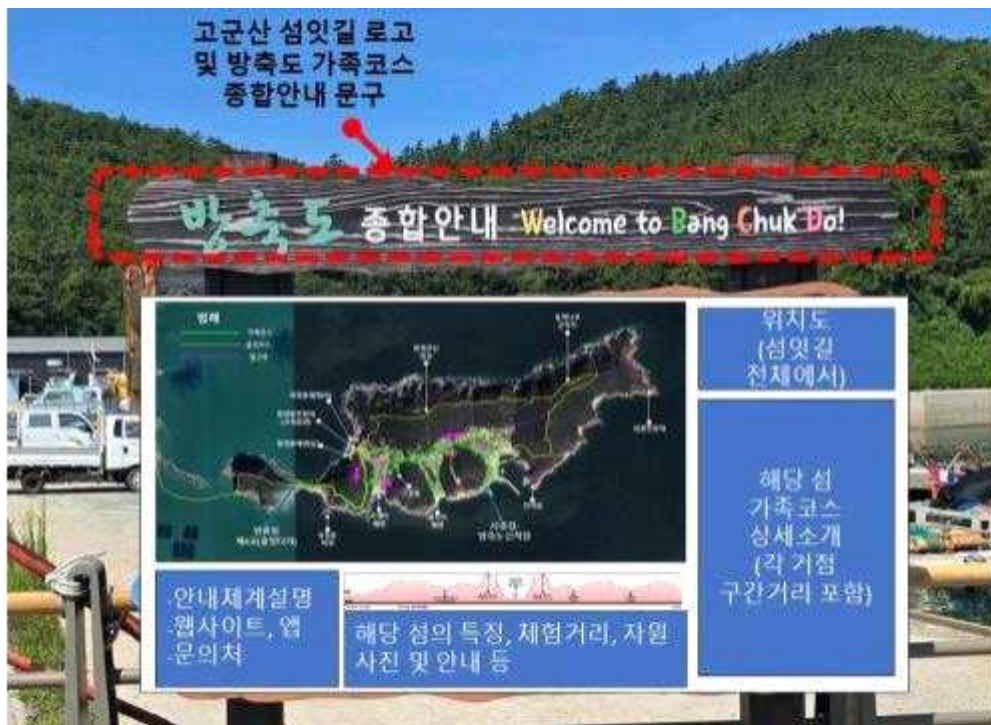 고군산 섬잇길 로고
및 방축도 가족코스
종합안내 문구
방축도 종합안내 Welcome to Bang Chuk Do!
범례
위치도
(섬잇길
전체에서)
해당 섬
가족코스
상세소개
(각 거점
구간거리 포함)
-안내체계설명
-웹사이트, 앱
-문의처
해당 섬의 특징, 체험거리, 자원
사진 및 안내 등